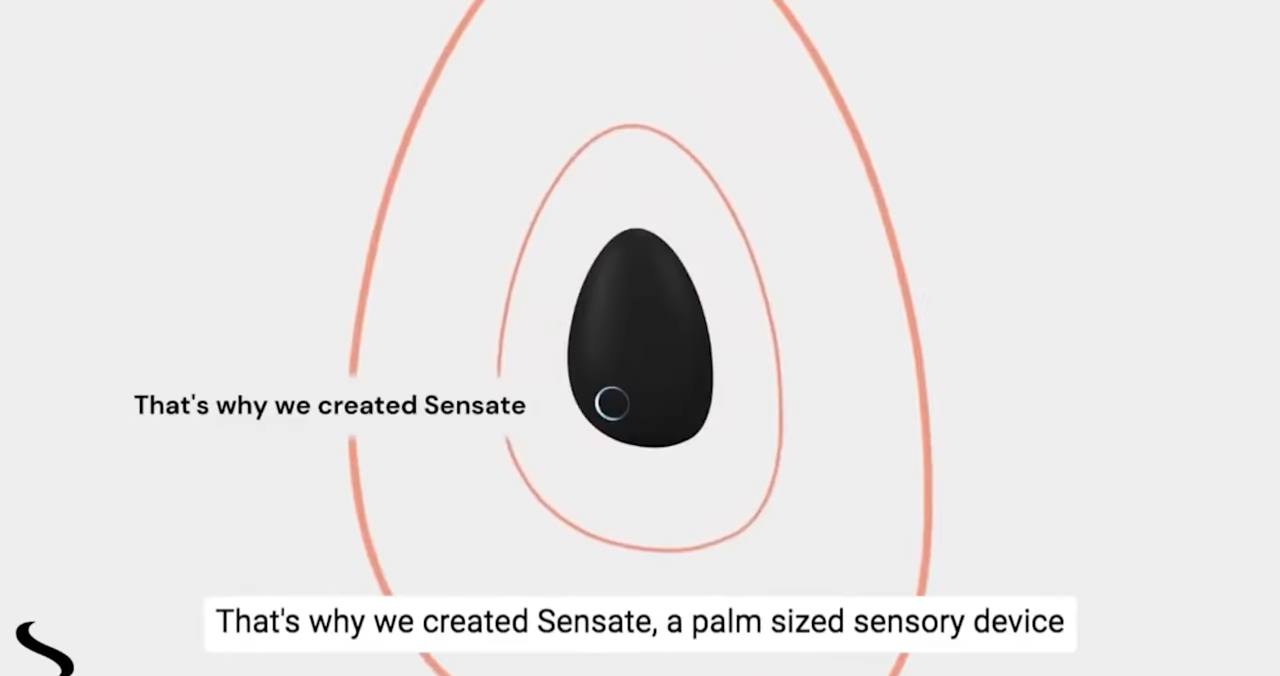 That's why we created Sensate
That's why we created Sensate, a palm sized sensory device